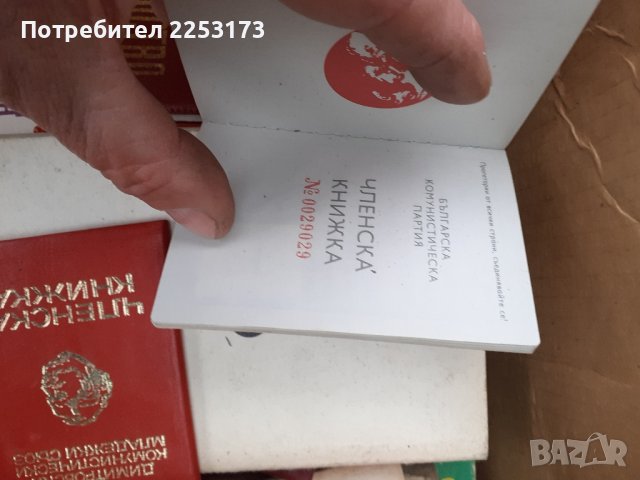 Потребител 2253173
Пролетарии от всички страни, съединявайте се!
БЪЛГАРСКА
КОМУНИСТИЧЕСКА
ПАРТИЯ
ЧЛЕНСКА
КНИЖКА
№ 0029029
ЧЛЕНСКА
КНИЖКА
ДИМИТРОВСКИ
КОМУНИСТИЧЕСКИ
МЛАДЕЖКИ СЪЮЗ
BAZAR